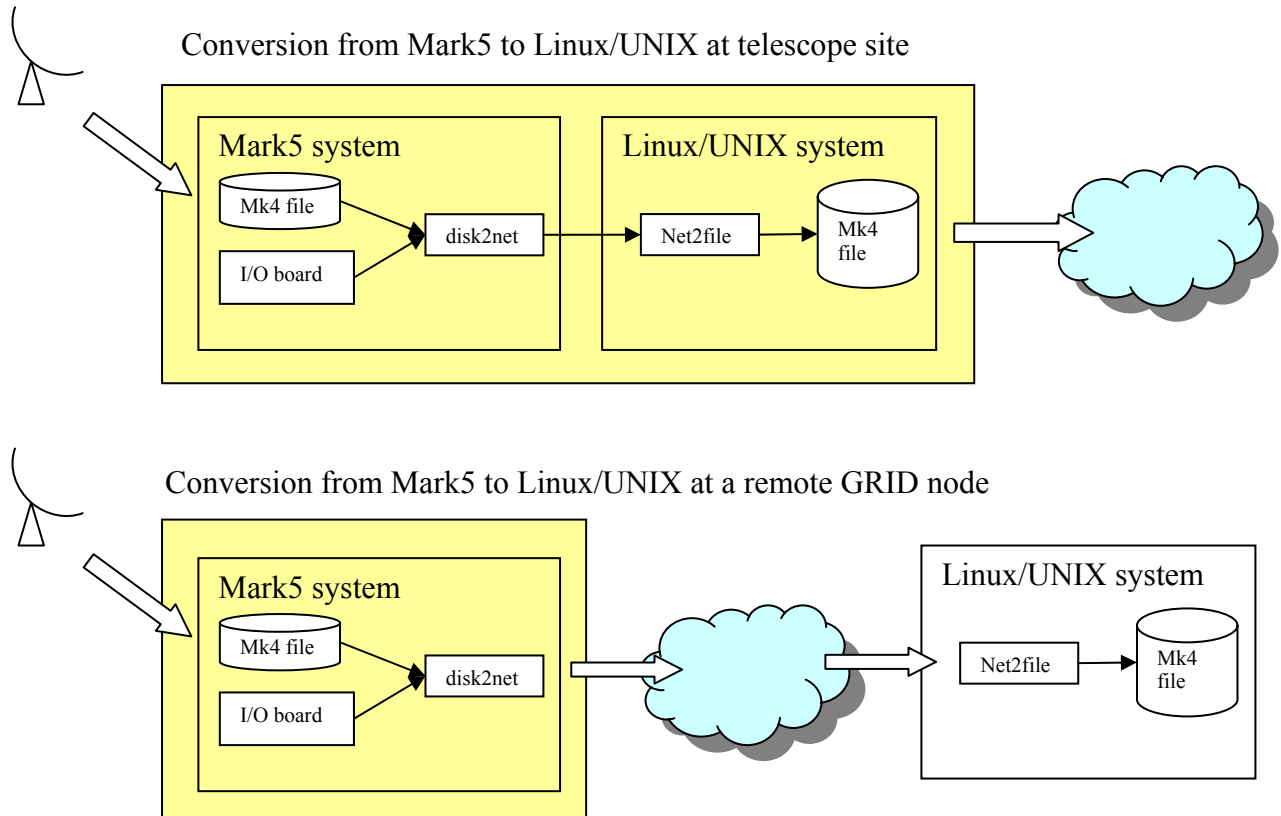 Conversion from Mark5 to Linux/UNIX at telescope site
Mark5 system
Linux/UNIX system
Mk4 file
I/O board
disk2net
Net2file
Mk4
file
Conversion from Mark5 to Linux/UNIX at a remote GRID node
Mark5 system
Mk4 file
I/O board
disk2net
Linux/UNIX system
Net2file
Mk4
file